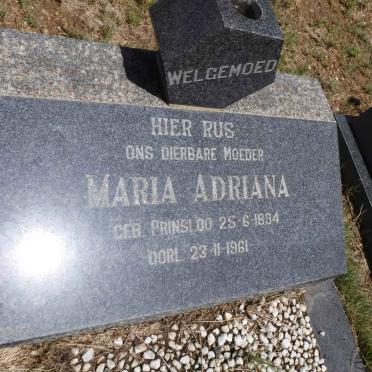 WELGEMOED
HIER RUS
ONS DIERBARE MOEDER
MARIA ADRIANA
GEB. PRINSLOO 25-6-1894
OORL. 23-11-1961